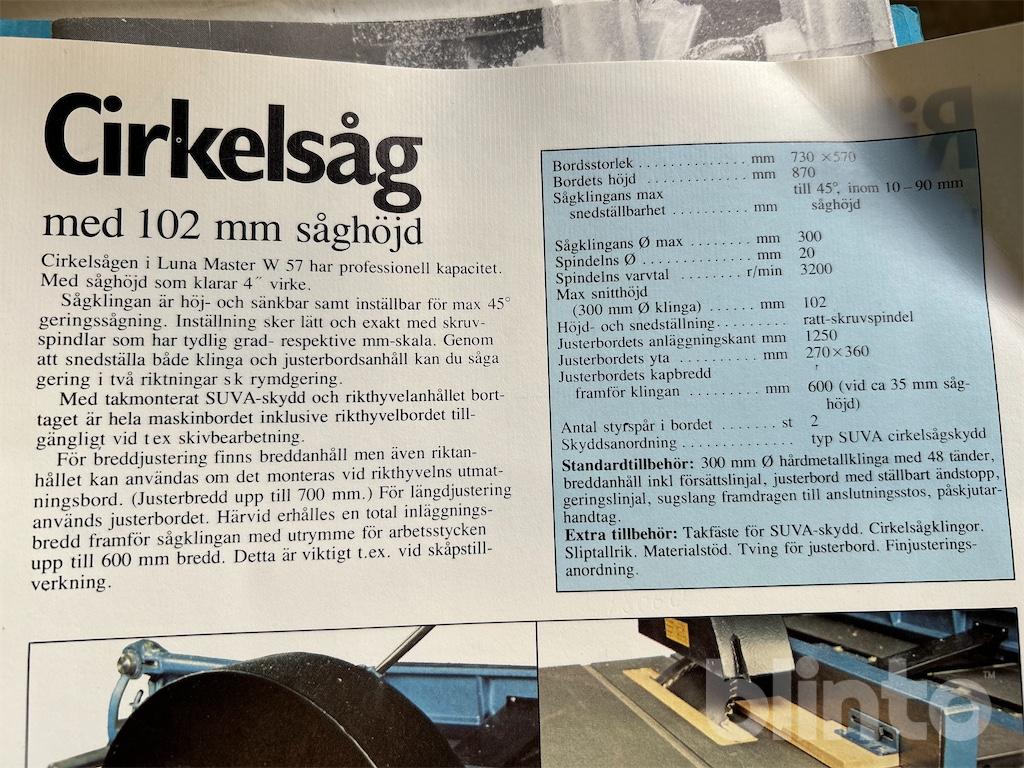 Cirkelsåg
med 102 mm såghöjd
Cirkelsågen i Luna Master W 57 har professionell kapacitet.
Med såghöjd som klarar 4˝ virke.
Sågklingan är höj- och sänkbar samt inställbar för max 45°
geringssågning. Inställning sker lätt och exakt med skruv-
spindlar som har tydlig grad- respektive mm-skala. Genom
att snedställa både klinga och justerbordsanhåll kan du såga
gering i två riktningar s k rymdgering.
Med takmonterat SUVA-skydd och rikthyvelanhållet bort-
taget är hela maskinbordet inklusive rikthyvelbordet till-
gängligt vid t ex skivbearbetning.
För breddjustering finns breddanhåll men även riktan-
hållet kan användas om det monteras vid rikthyvelns utmat-
ningsbord. (Justerbredd upp till 700 mm.) För längdjustering
används justerbordet. Härvid erhålles en total inläggnings-
bredd framför sågklingan med utrymme för arbetsstycken
upp till 600 mm bredd. Detta är viktigt t.ex. vid skåpstill-
verkning.
Bordsstorlek . . . . . . . . . . . . . . mm 730 × 570
Bordets höjd . . . . . . . . . . . . . mm 870
Sågklingans max till 45°, inom 10 – 90 mm
snedställbarhet . . . . . . . . . . mm såghöjd
Sågklingans Ø max . . . . . . . . mm 300
Spindelns Ø . . . . . . . . . . . . . . mm 20
Spindelns varvtal . . . . . . . . r/min 3200
Max snitthöjd
(300 mm Ø klinga) . . . . . . . mm 102
Höjd- och snedställning . . . . . . . . . ratt-skruvspindel
Justerbordets anläggningskant mm 1250
Justerbordets yta . . . . . . . . . . mm 270 × 360
Justerbordets kapbredd
framför klingan . . . . . . . . . mm 600 (vid ca 35 mm såg-
höjd)
Antal styrspår i bordet . . . . . . . st 2
Skyddsanordning . . . . . . . . . . . . . typ SUVA cirkelsågskydd
Standardtillbehör: 300 mm Ø hårdmetallklinga med 48 tänder,
breddanhåll inkl försättslinjal, justerbord med ställbart ändstopp,
geringslinjal, sugslang framdragen till anslutningsstos, påskjutar-
handtag.
Extra tillbehör: Takfäste för SUVA-skydd. Cirkelsågklingor.
Sliptallrik. Materialstöd. Tving för justerbord. Finjusterings-
anordning.
blinto™